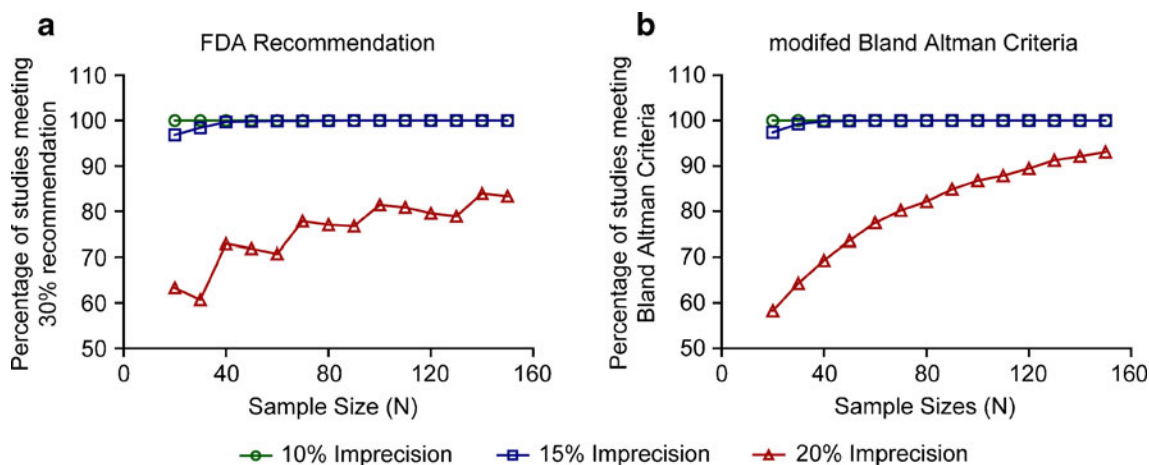 a
FDA Recommendation
Percentage of studies meeting
30% recommendation
110
100
90
80
70
60
50
0
40
80
120
160
Sample Size (N)
b
modifed Bland Altman Criteria
Percentage of studies meeting
Bland Altman Criteria
110
100
90
80
70
60
50
0
40
80
120
160
Sample Sizes (N)
10% Imprecision
15% Imprecision
20% Imprecision